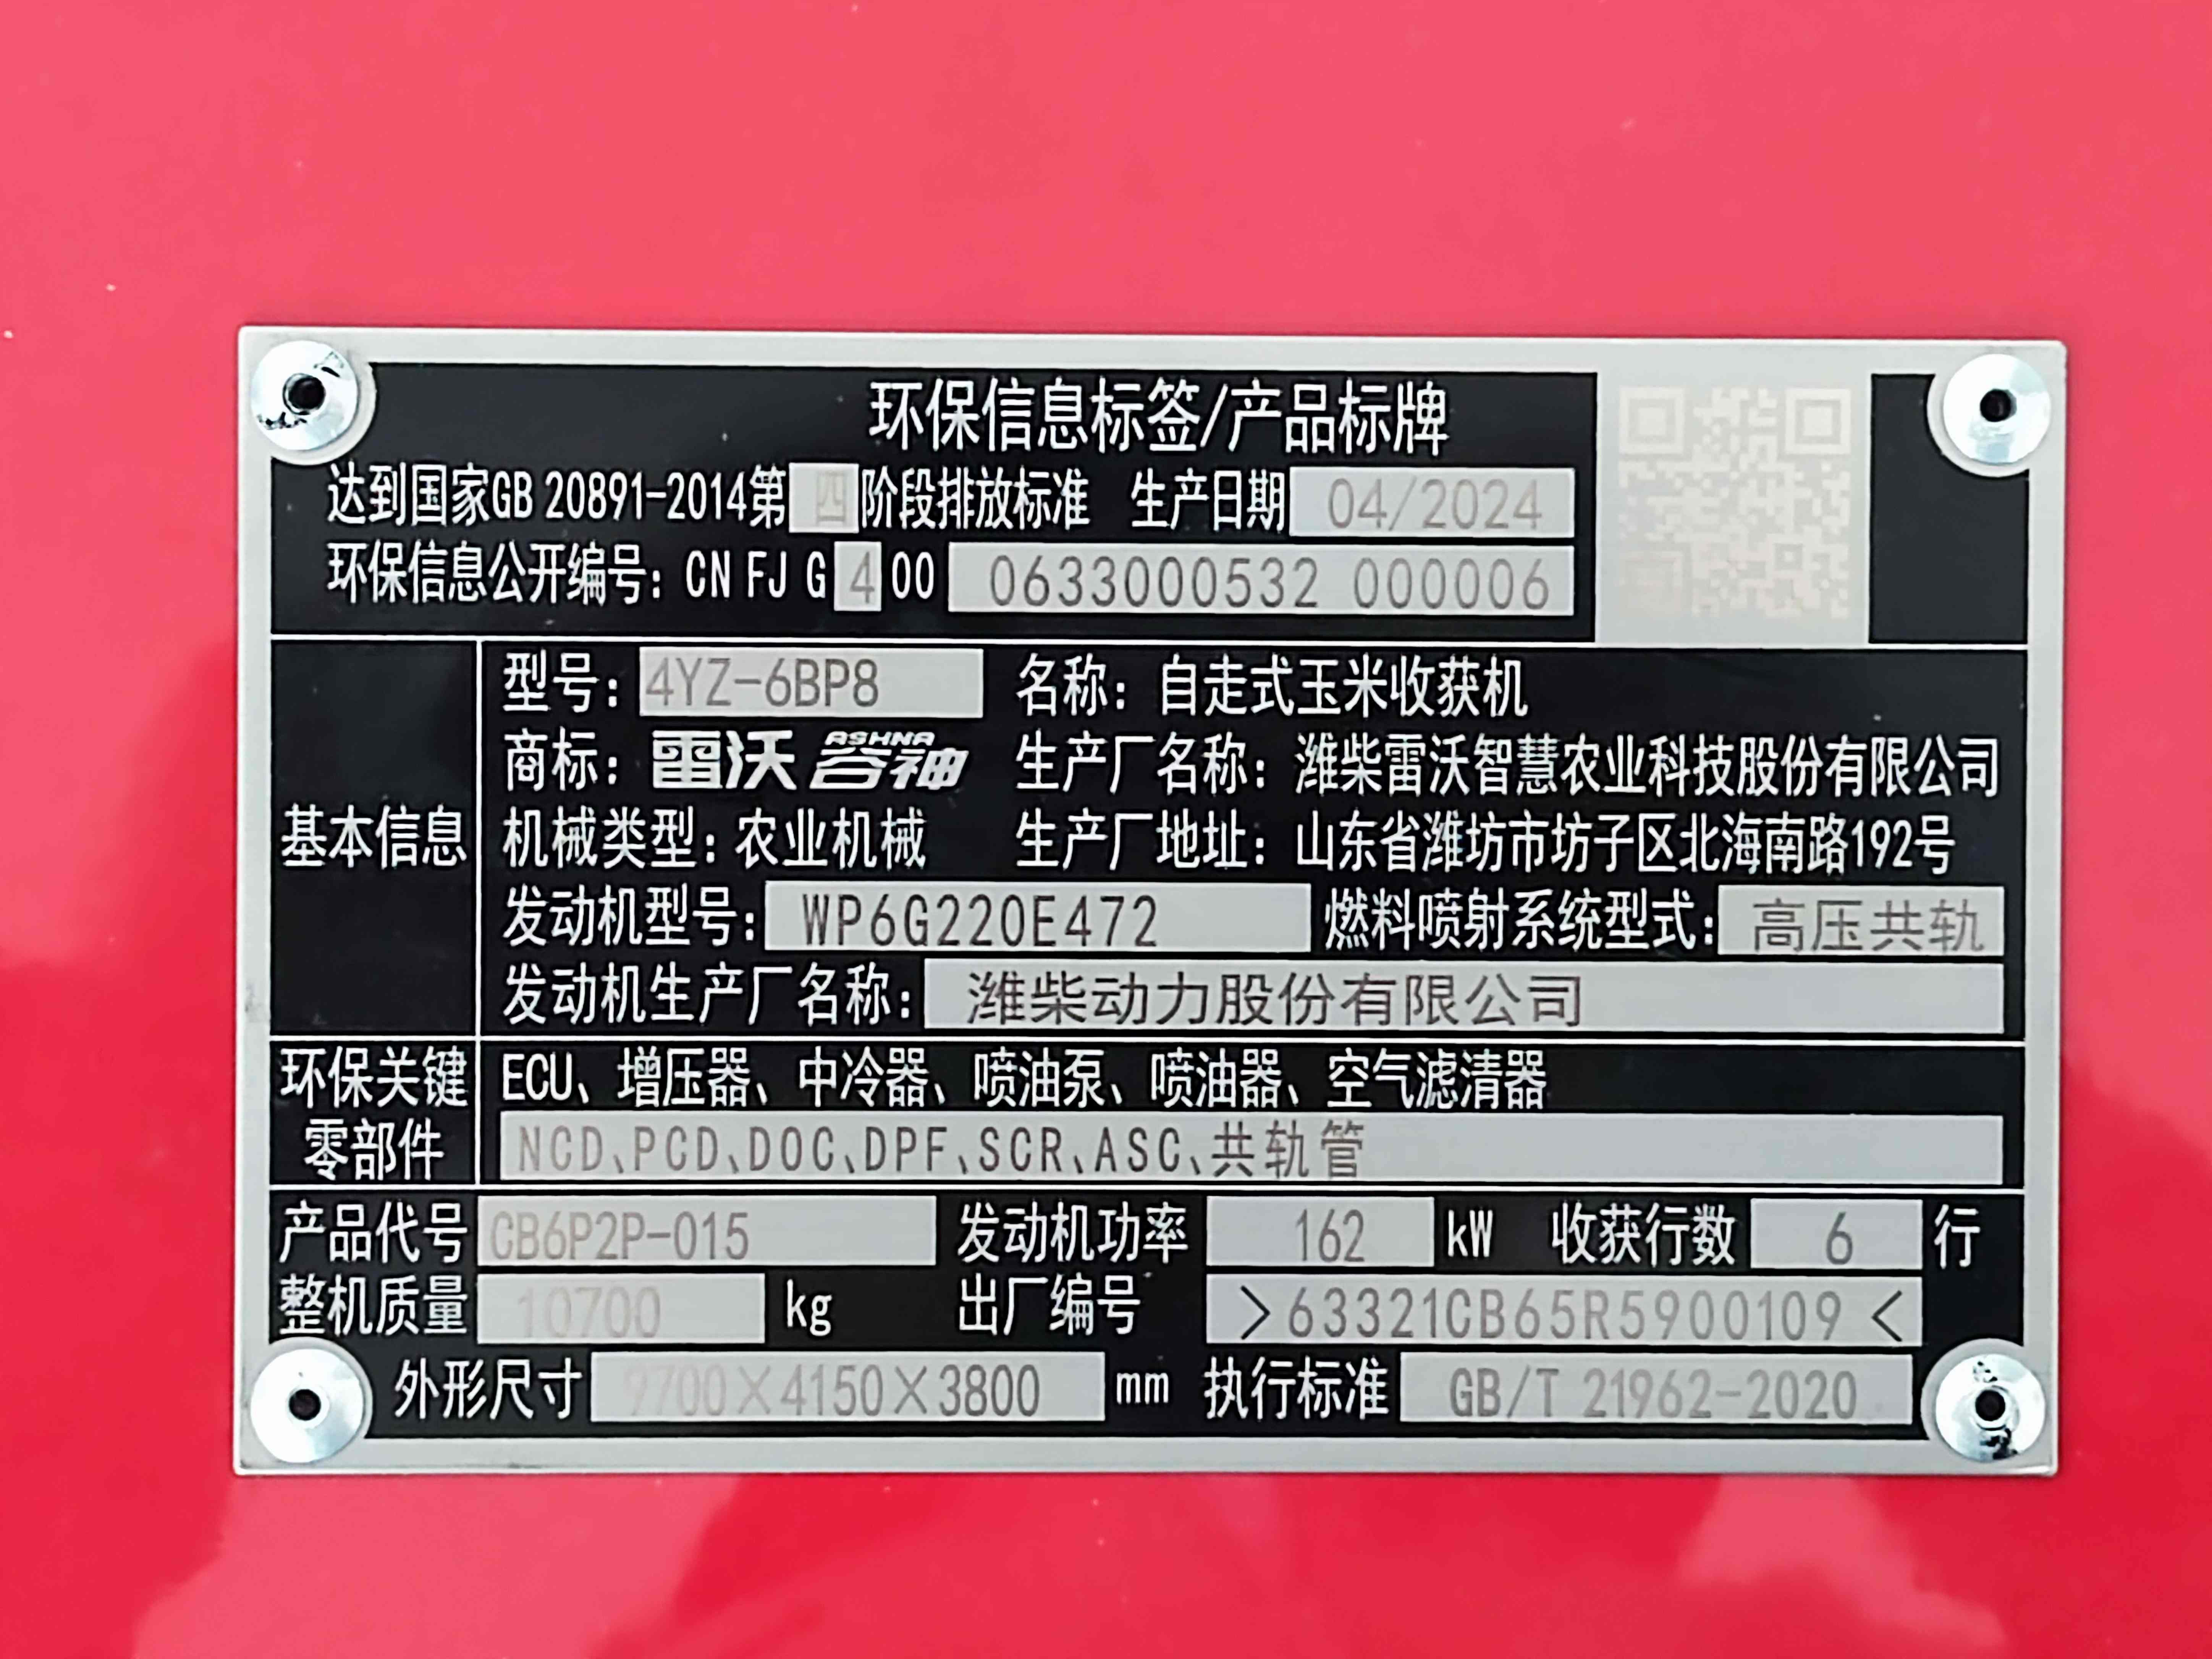 环保信息标签/产品标牌
达到国家GB 20891-2014第四阶段排放标准 生产日期 04/2024
环保信息公开编号: CN FJ G 4 00 0633000532 000006
型号: 4YZ-6BP8 名称: 自走式玉米收获机
商标: 雷沃 ASHNA 谷神 生产厂名称: 潍柴雷沃智慧农业科技股份有限公司
基本信息
机械类型: 农业机械 生产厂地址: 山东省潍坊市坊子区北海南路192号
发动机型号: WP6G220E472 燃料喷射系统型式: 高压共轨
发动机生产厂名称: 潍柴动力股份有限公司
环保关键零部件
ECU、增压器、中冷器、喷油泵、喷油器、空气滤清器
NCD、PCD、DOC、DPF、SCR、ASC、共轨管
产品代号 CB6P2P-015 发动机功率 162 kW 收获行数 6 行
整机质量 10700 kg 出厂编号 >63321CB65R5900109<
外形尺寸 9700×4150×3800 mm 执行标准 GB/T 21962-2020